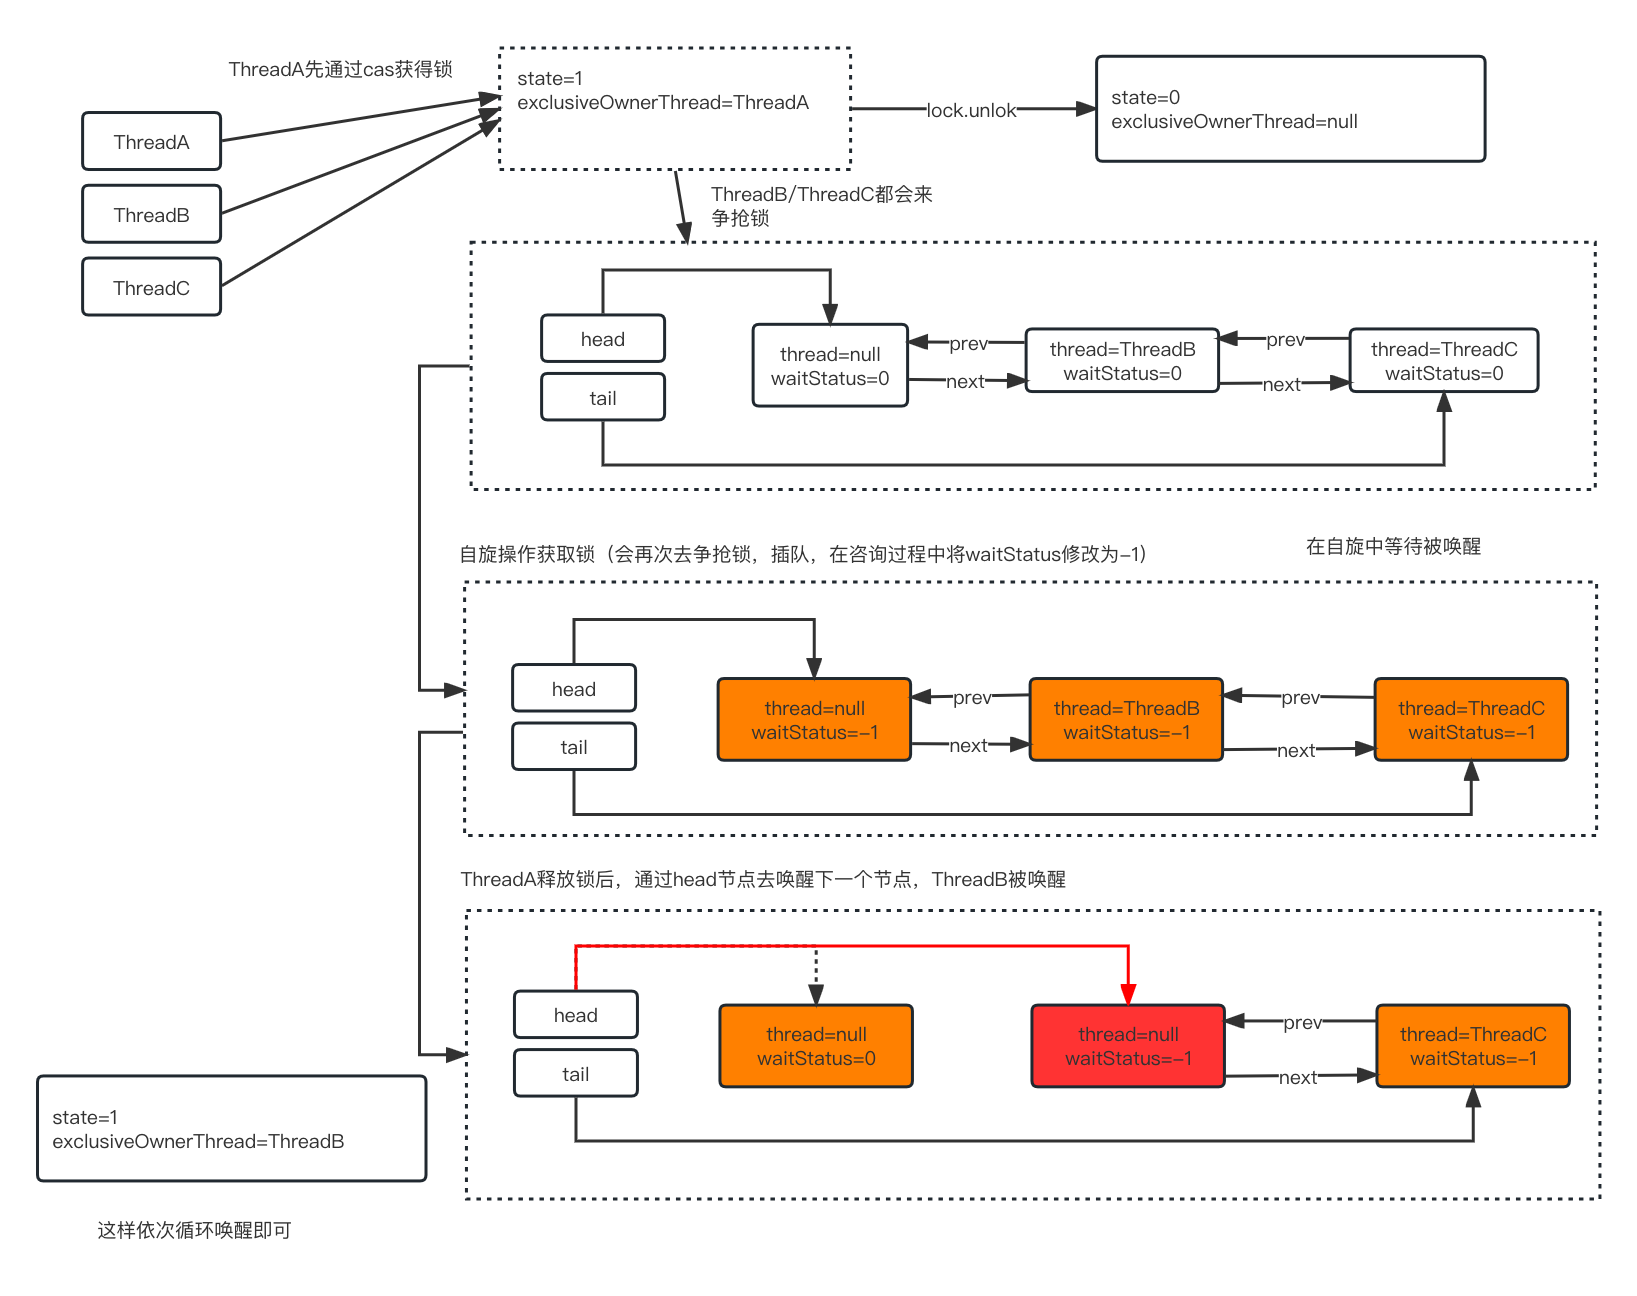 ThreadA先通过cas获得锁
state=1
exclusiveOwnerThread=ThreadA
lock.unlok
state=0
exclusiveOwnerThread=null
ThreadA
ThreadB
ThreadC
ThreadB/ThreadC都会来
争抢锁
head
tail
thread=null
waitStatus=0
prev
next
thread=ThreadB
waitStatus=0
prev
next
thread=ThreadC
waitStatus=0
自旋操作获取锁（会再次去争抢锁，插队，在咨询过程中将waitStatus修改为-1）
在自旋中等待被唤醒
head
tail
thread=null
waitStatus=-1
prev
next
thread=ThreadB
waitStatus=-1
prev
next
thread=ThreadC
waitStatus=-1
ThreadA释放锁后，通过head节点去唤醒下一个节点，ThreadB被唤醒
head
tail
thread=null
waitStatus=0
thread=null
waitStatus=-1
prev
next
thread=ThreadC
waitStatus=-1
state=1
exclusiveOwnerThread=ThreadB
这样依次循环唤醒即可